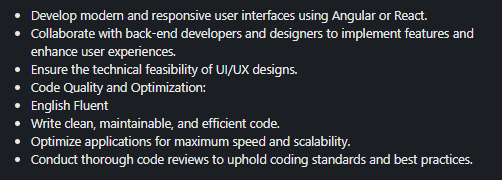 • Develop modern and responsive user interfaces using Angular or React.
• Collaborate with back-end developers and designers to implement features and
enhance user experiences.
• Ensure the technical feasibility of UI/UX designs.
• Code Quality and Optimization:
• English Fluent
• Write clean, maintainable, and efficient code.
• Optimize applications for maximum speed and scalability.
• Conduct thorough code reviews to uphold coding standards and best practices.